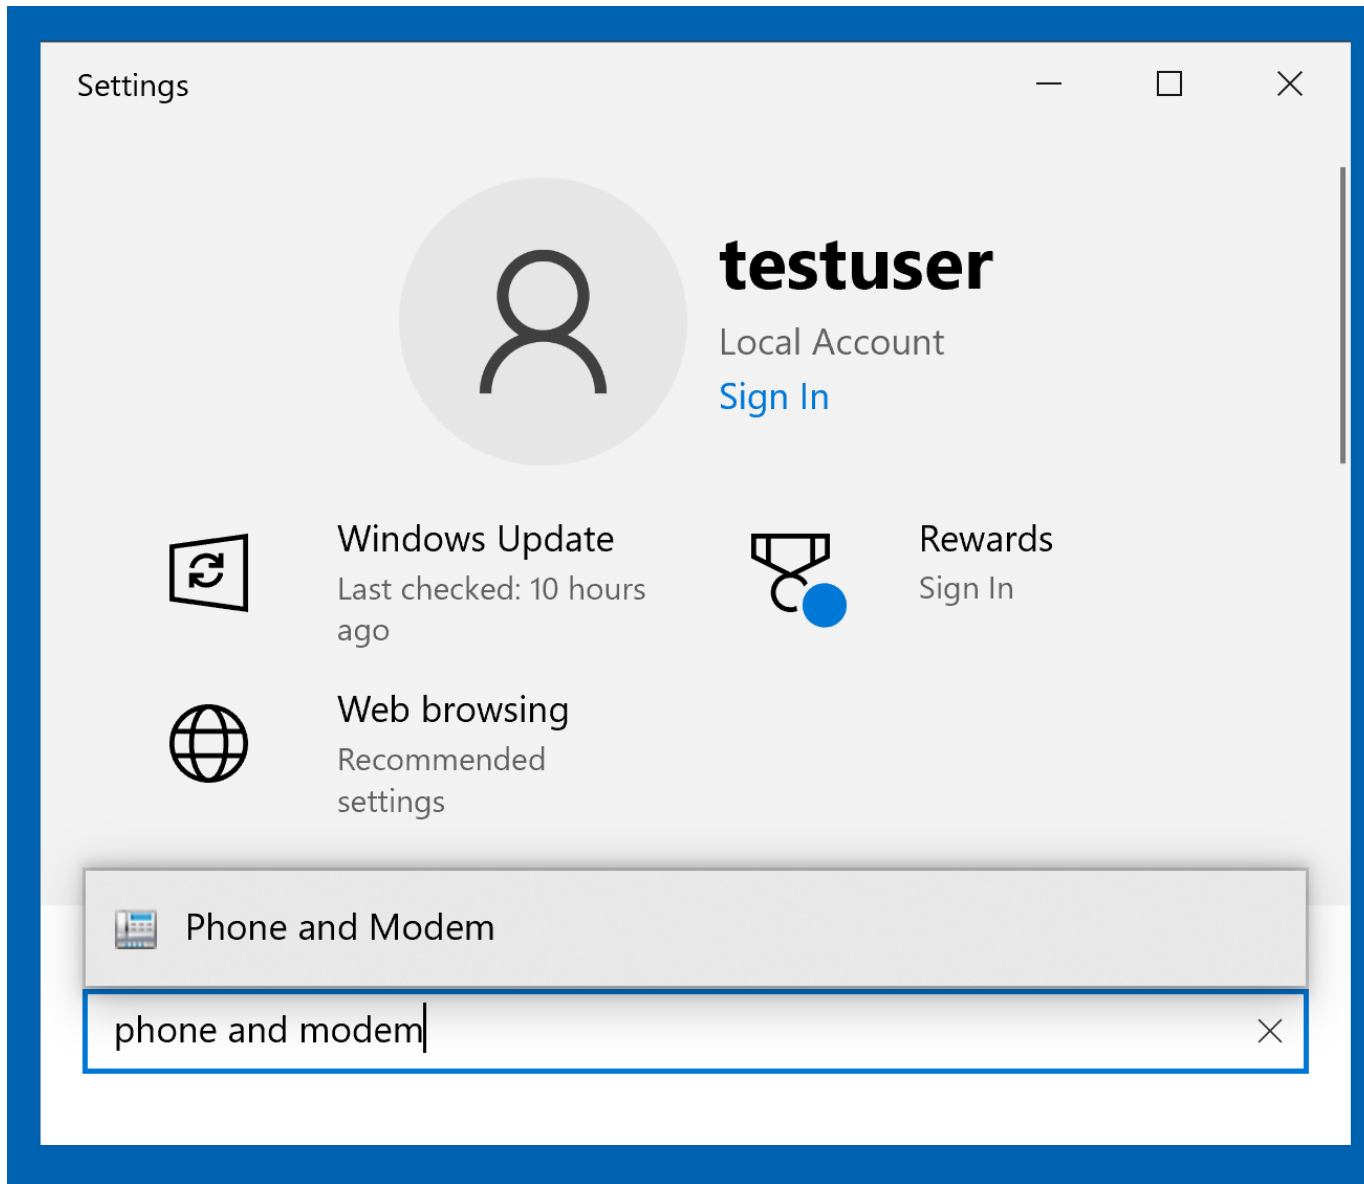 Settings
testuser
Local Account
Sign In
Windows Update
Last checked: 10 hours
ago
Rewards
Sign In
Web browsing
Recommended
settings
Phone and Modem
phone and modem